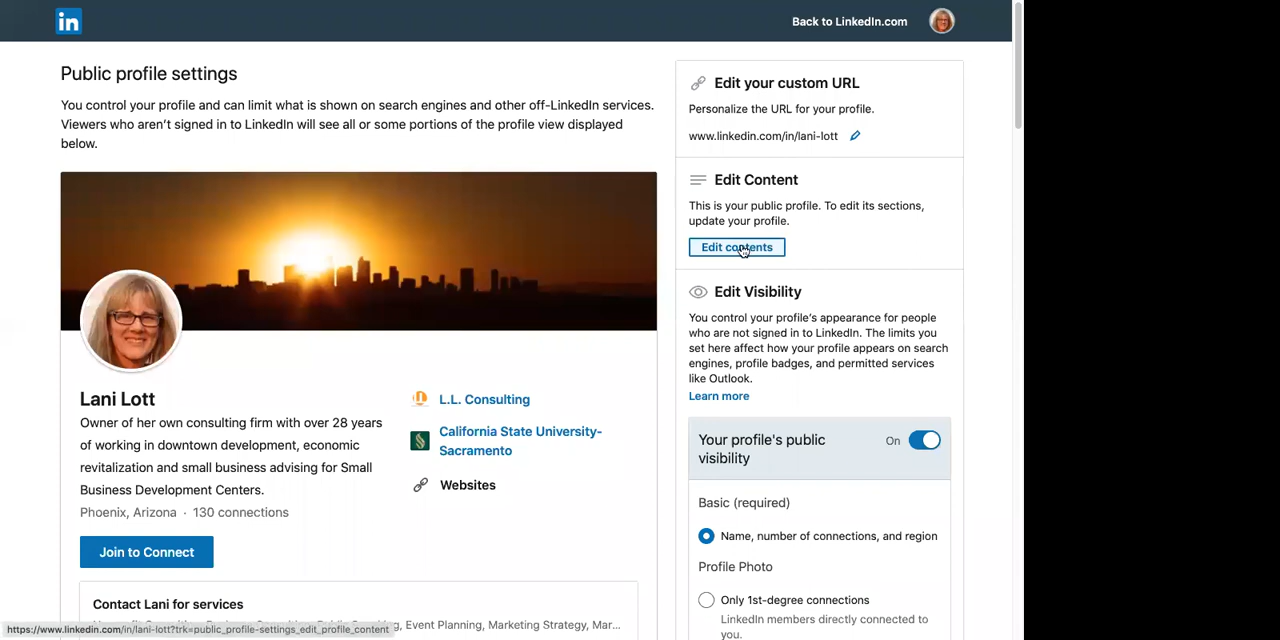 in
Back to LinkedIn.com
Public profile settings
You control your profile and can limit what is shown on search engines and other off-LinkedIn services.
Viewers who aren't signed in to LinkedIn will see all or some portions of the profile view displayed
below.
Lani Lott
Owner of her own consulting firm with over 28 years
of working in downtown development, economic
revitalization and small business advising for Small
Business Development Centers.
Phoenix, Arizona · 130 connections
L.L. Consulting
California State University-
Sacramento
Websites
Join to Connect
Contact Lani for services
Event Planning, Marketing Strategy, Mar...
https://www.linkedin.com/in/lani-lott?trk=public_profile-settings_edit_profile_content
Edit your custom URL
Personalize the URL for your profile.
www.linkedin.com/in/lani-lott
Edit Content
This is your public profile. To edit its sections,
update your profile.
Edit contents
Edit Visibility
You control your profile's appearance for people
who are not signed in to LinkedIn. The limits you
set here affect how your profile appears on search
engines, profile badges, and permitted services
like Outlook.
Learn more
Your profile's public
visibility
On
Basic (required)
Name, number of connections, and region
Profile Photo
Only 1st-degree connections
LinkedIn members directly connected to
you.